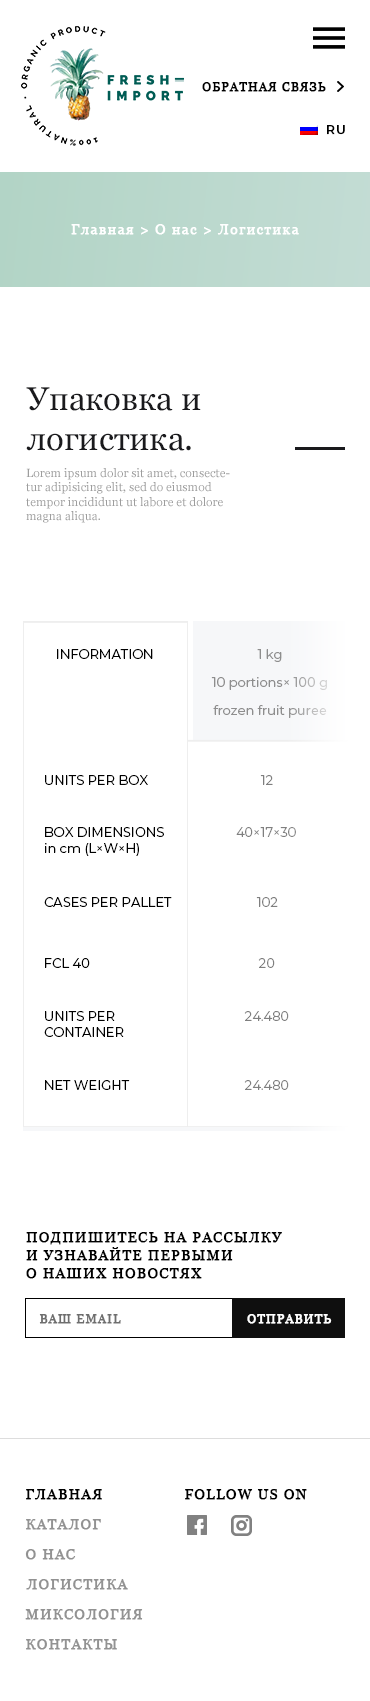 ORGANIC PRODUCT
100% NATURAL
FRESH-
IMPORT
ОБРАТНАЯ СВЯЗЬ
RU
Главная > О нас > Логистика
Упаковка и
логистика.
Lorem ipsum dolor sit amet, consecte-
tur adipisicing elit, sed do eiusmod
tempor incididunt ut labore et dolore
magna aliqua.
INFORMATION
1 kg
10 portions× 100 g
frozen fruit puree
UNITS PER BOX
12
BOX DIMENSIONS
in cm (L×W×H)
40×17×30
CASES PER PALLET
102
FCL 40
20
UNITS PER
CONTAINER
24.480
NET WEIGHT
24.480
ПОДПИШИТЕСЬ НА РАССЫЛКУ
И УЗНАВАЙТЕ ПЕРВЫМИ
О НАШИХ НОВОСТЯХ
ВАШ EMAIL
ОТПРАВИТЬ
ГЛАВНАЯ
КАТАЛОГ
О НАС
ЛОГИСТИКА
МИКСОЛОГИЯ
КОНТАКТЫ
FOLLOW US ON